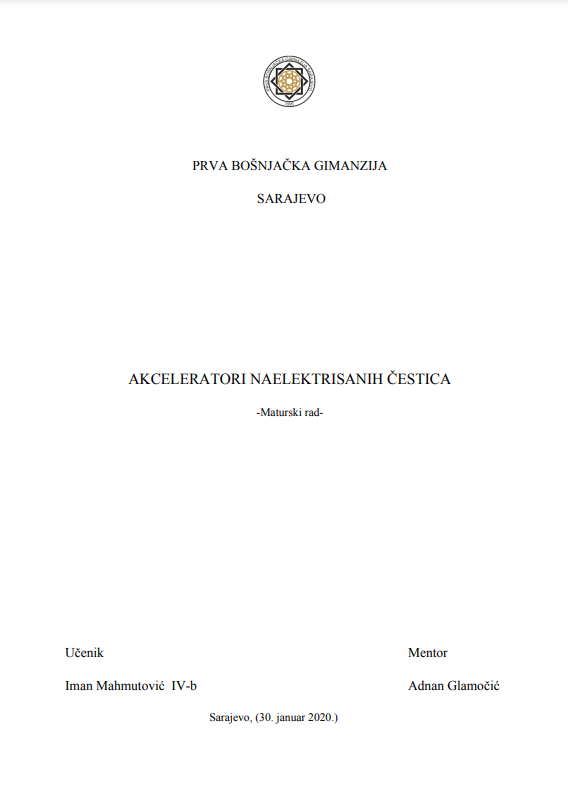 PRVA BOŠNJAČKA GIMANZIJA
SARAJEVO
AKCELERATORI NAELEKTRISANIH ČESTICA
-Maturski rad-
Učenik Mentor
Iman Mahmutović IV-b Adnan Glamočić
Sarajevo, (30. januar 2020.)